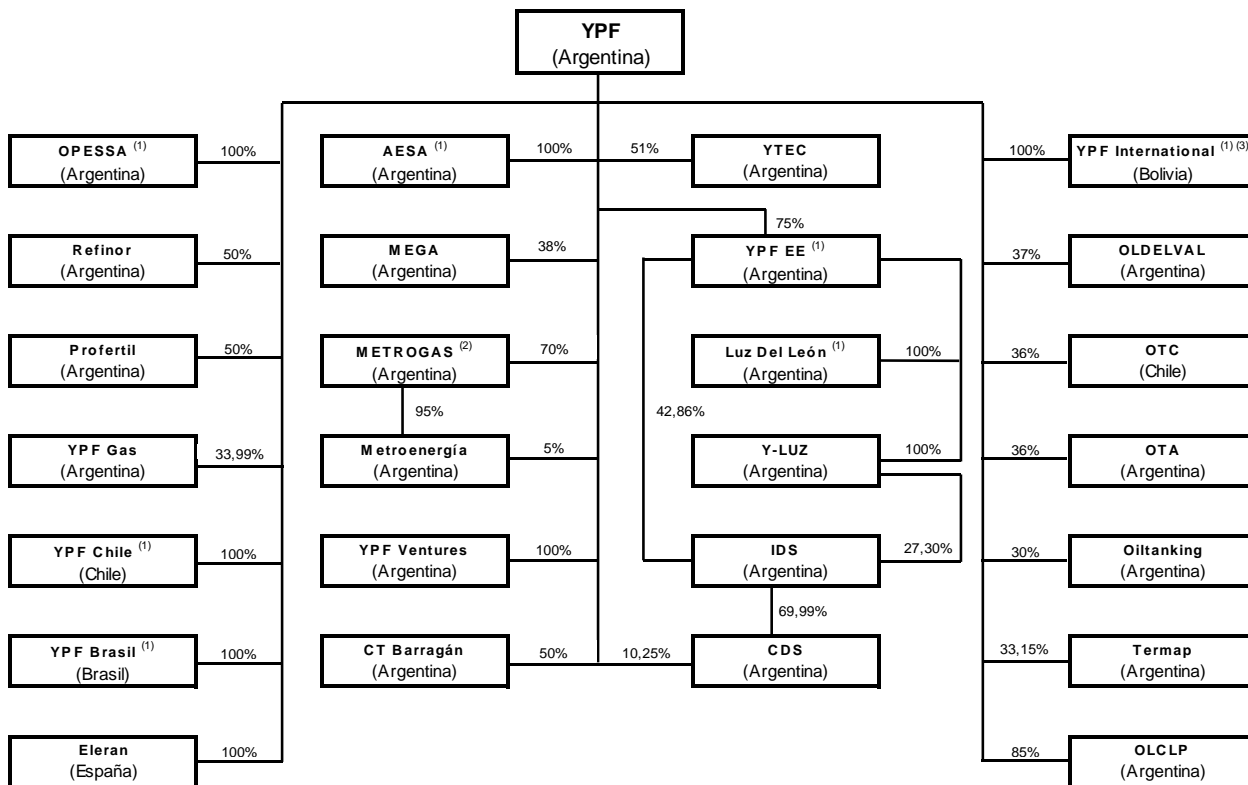 YPF
(Argentina)
OPESSA (1)
(Argentina)
100%
AESA (1)
(Argentina)
100%
51%
YTEC
(Argentina)
100%
YPF International (1) (3)
(Bolivia)
Refinor
(Argentina)
50%
MEGA
(Argentina)
38%
75%
YPF EE (1)
(Argentina)
37%
OLDELVAL
(Argentina)
Profertil
(Argentina)
50%
METROGAS (2)
(Argentina)
70%
Luz Del León (1)
(Argentina)
100%
36%
OTC
(Chile)
95%
42,86%
YPF Gas
(Argentina)
33,99%
Metroenergía
(Argentina)
5%
Y-LUZ
(Argentina)
100%
36%
OTA
(Argentina)
YPF Chile (1)
(Chile)
100%
YPF Ventures
(Argentina)
100%
IDS
(Argentina)
27,30%
30%
Oiltanking
(Argentina)
69,99%
YPF Brasil (1)
(Brasil)
100%
CT Barragán
(Argentina)
50%
10,25%
CDS
(Argentina)
33,15%
Termap
(Argentina)
Eleran
(España)
100%
85%
OLCLP
(Argentina)